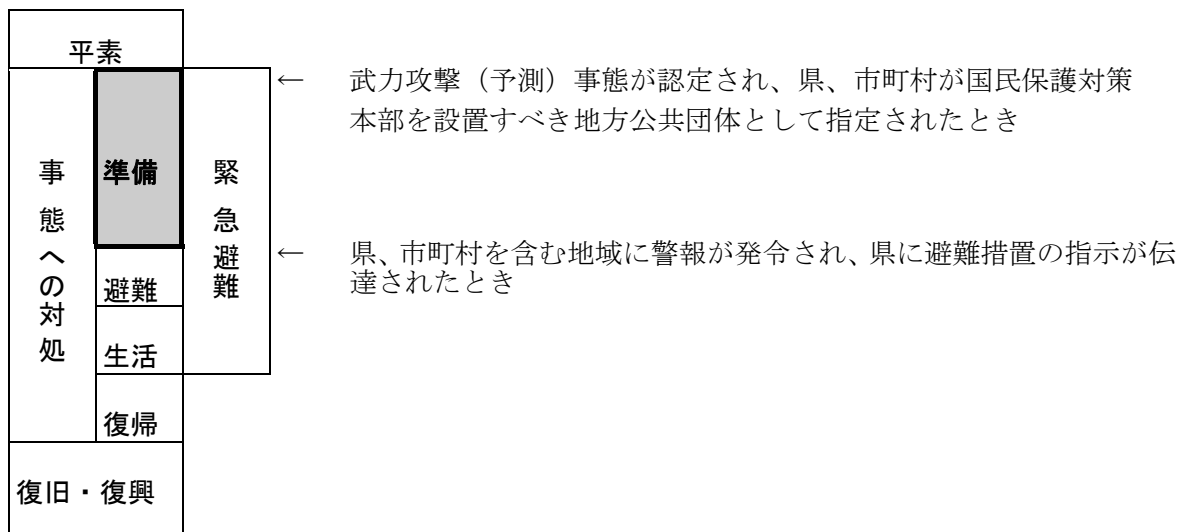 平素
← 武力攻撃(予測)事態が認定され、県、市町村が国民保護対策
本部を設置すべき地方公共団体として指定されたとき
事態への対処
準備
緊急避難
← 県、市町村を含む地域に警報が発令され、県に避難措置の指示が伝
達されたとき
避難
生活
復帰
復旧・復興